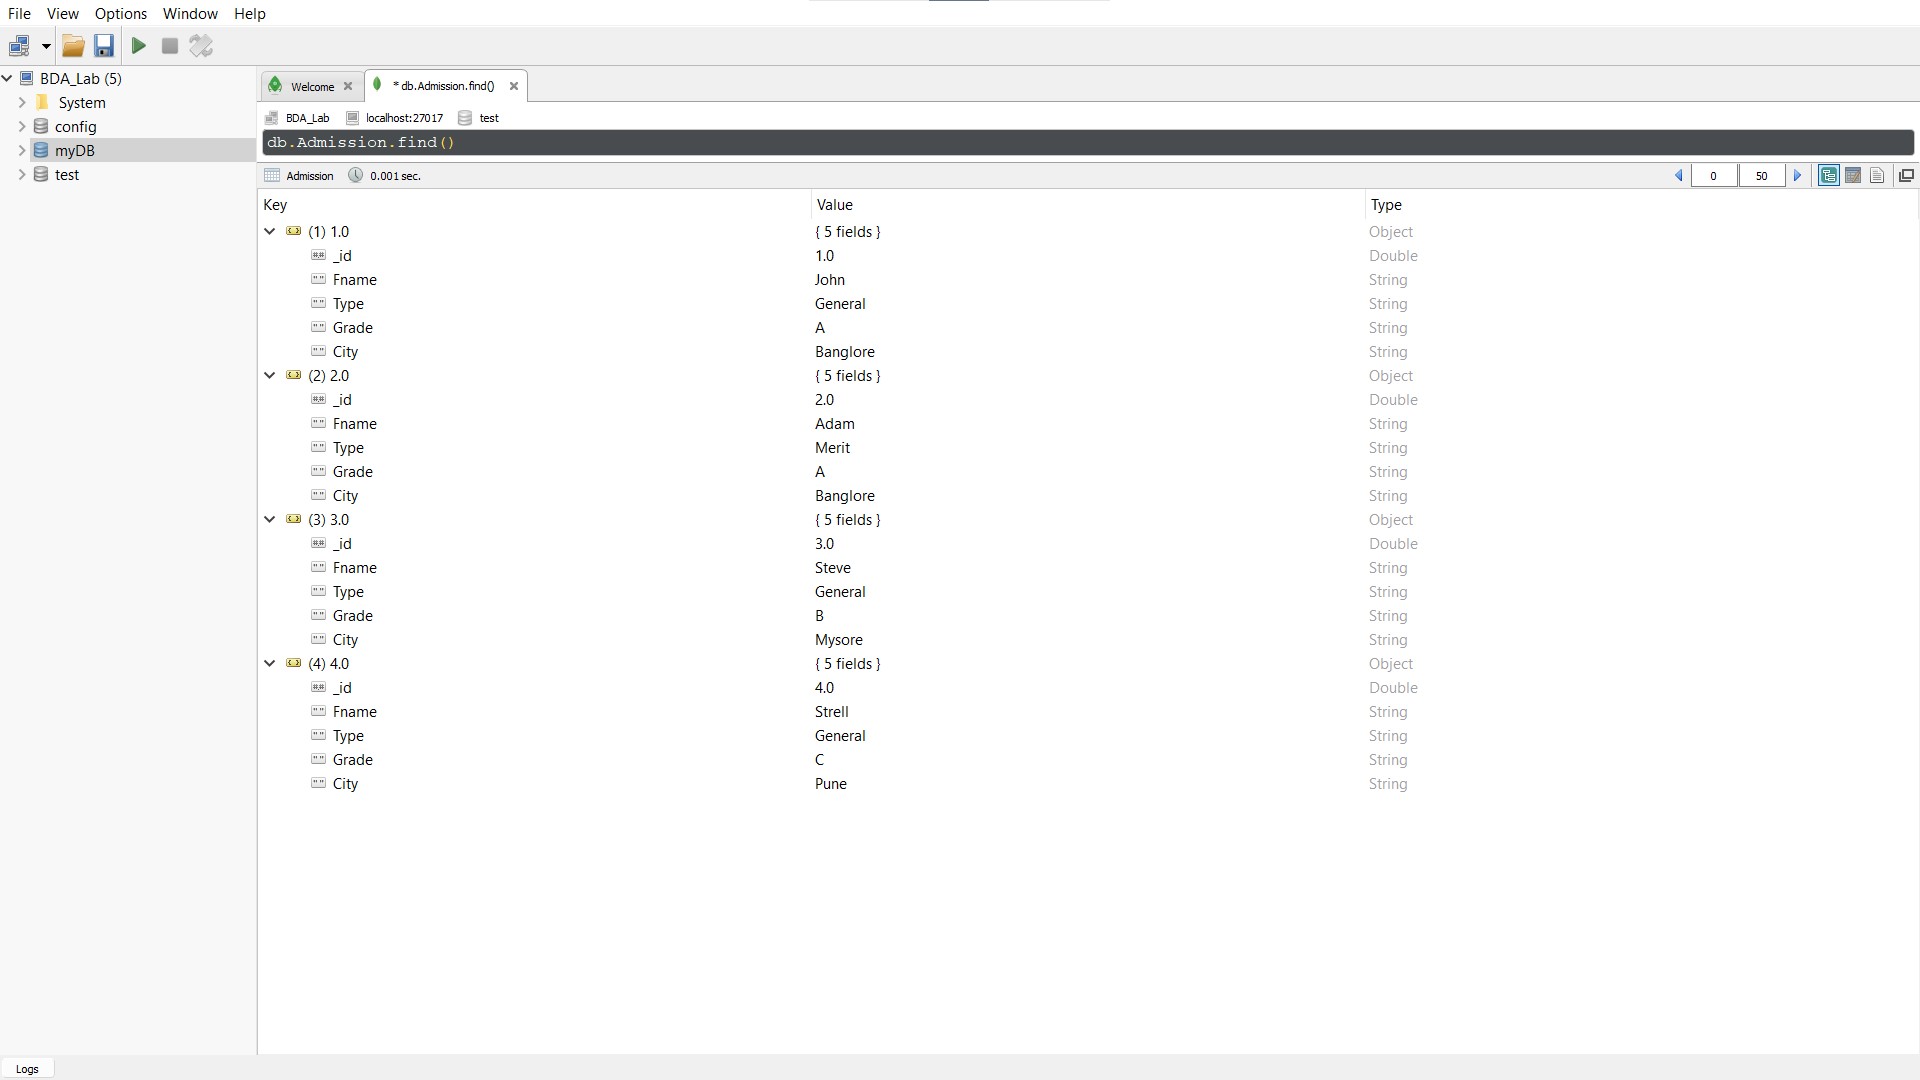 File View Options Window Help
BDA_Lab (5)
System
config
myDB
test
Welcome * db.Admission.find()
BDA_Lab localhost:27017 test
db.Admission.find()
Admission 0.001 sec. 0 50
Key Value Type
(1) 1.0 { 5 fields } Object
_id 1.0 Double
Fname John String
Type General String
Grade A String
City Banglore String
(2) 2.0 { 5 fields } Object
_id 2.0 Double
Fname Adam String
Type Merit String
Grade A String
City Banglore String
(3) 3.0 { 5 fields } Object
_id 3.0 Double
Fname Steve String
Type General String
Grade B String
City Mysore String
(4) 4.0 { 5 fields } Object
_id 4.0 Double
Fname Strell String
Type General String
Grade C String
City Pune String
Logs